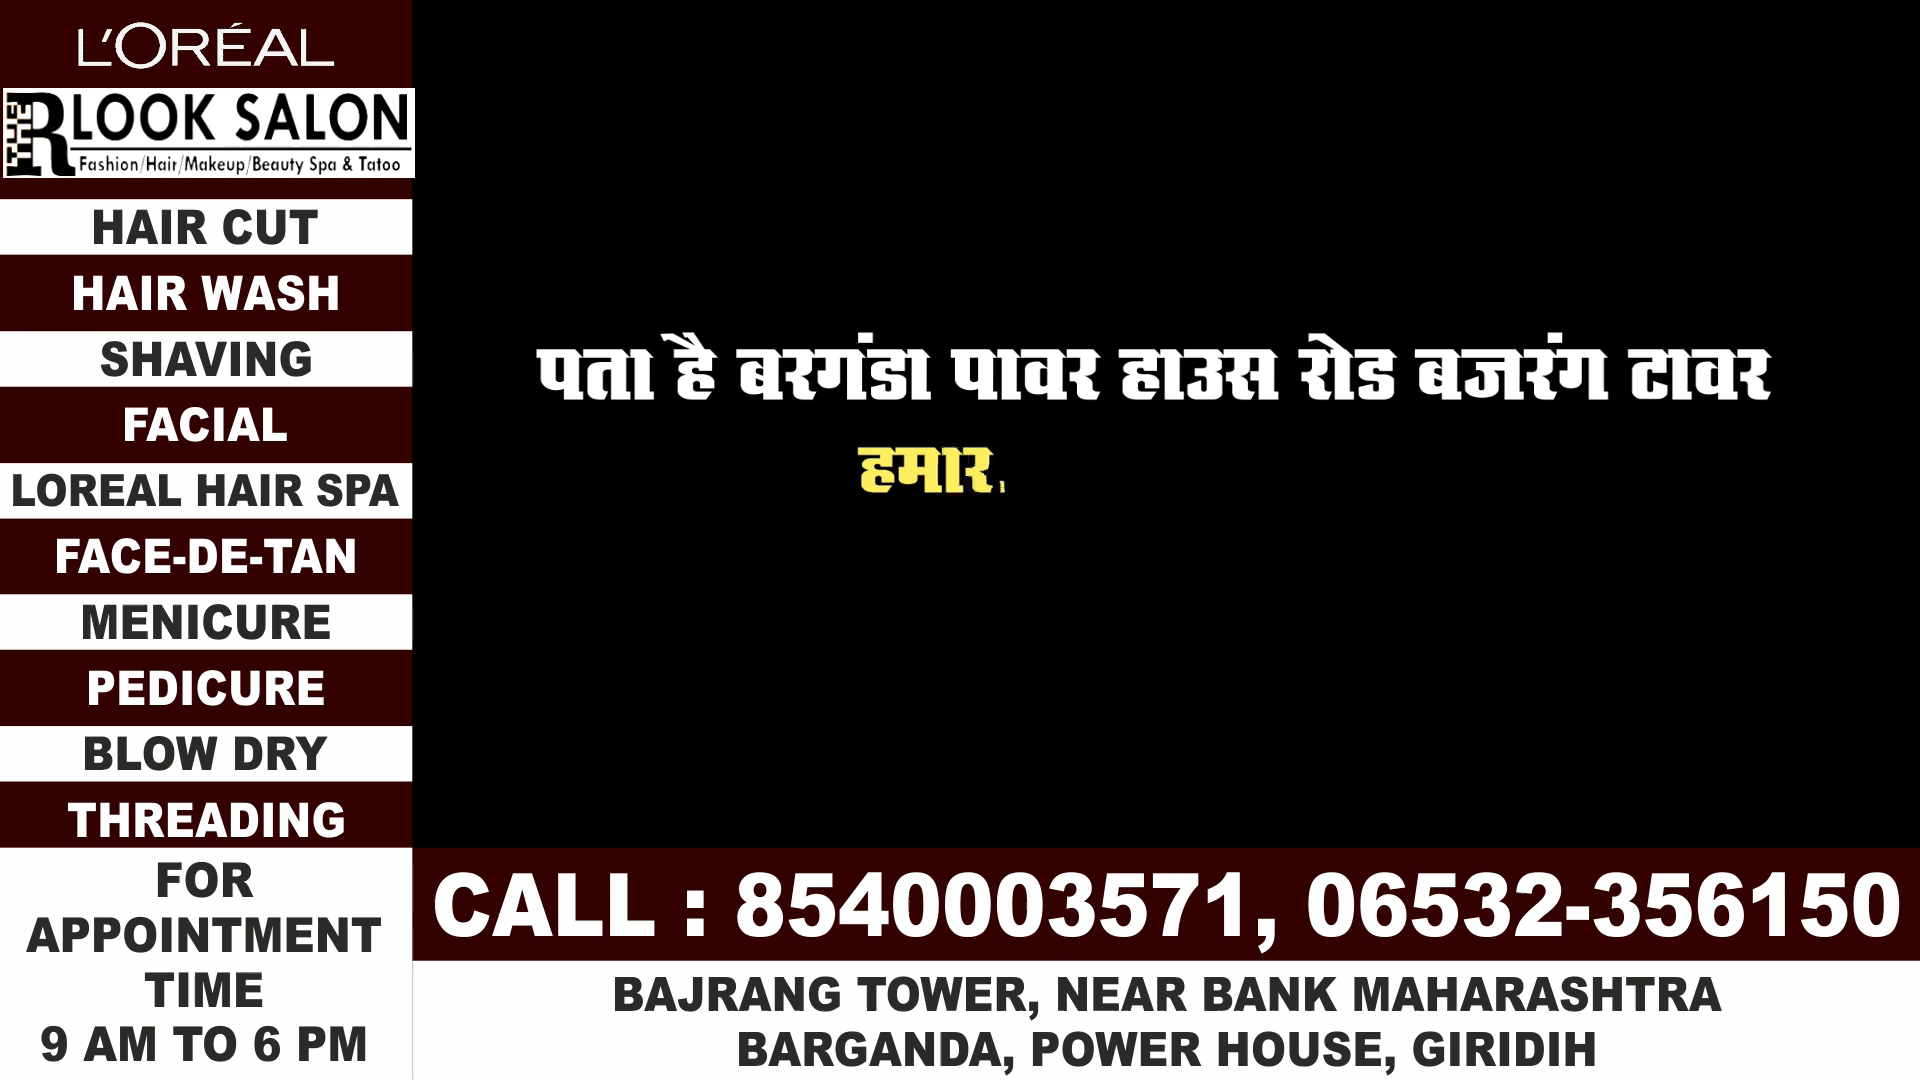 L'ORÉAL
THE R LOOK SALON
Fashion/Hair/Makeup/Beauty Spa & Tatoo
HAIR CUT
HAIR WASH
SHAVING
FACIAL
LOREAL HAIR SPA
FACE-DE-TAN
MENICURE
PEDICURE
BLOW DRY
THREADING
FOR
APPOINTMENT
TIME
9 AM TO 6 PM
पता है बरगंडा पावर हाउस रोड बजरंग टावर
हमार
CALL : 8540003571, 06532-356150
BAJRANG TOWER, NEAR BANK MAHARASHTRA
BARGANDA, POWER HOUSE, GIRIDIH